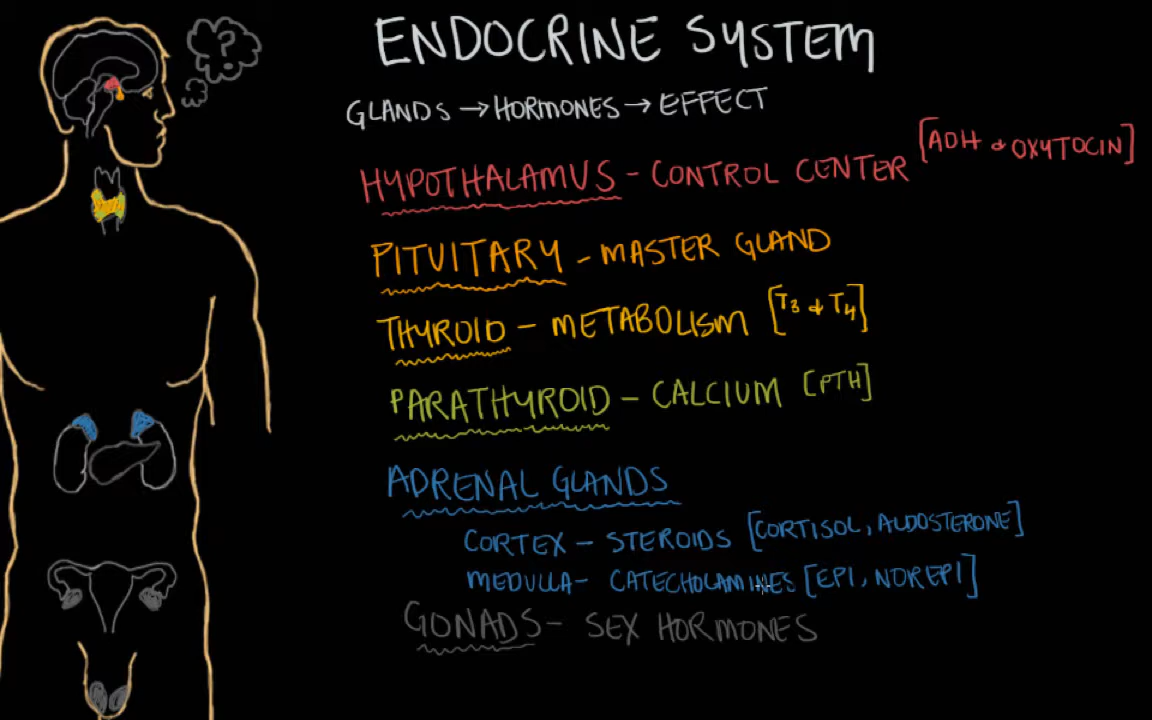 ?
ENDOCRINE SYSTEM
GLANDS → HORMONES → EFFECT
HYPOTHALAMUS - CONTROL CENTER [ADH & OXYTOCIN]
PITUITARY - MASTER GLAND
THYROID - METABOLISM [T3 & T4]
PARATHYROID - CALCIUM [PTH]
ADRENAL GLANDS
CORTEX - STEROIDS [CORTISOL, ALDOSTERONE]
MEDULLA - CATECHOLAMINES [EPI, NOREPI]
GONADS - SEX HORMONES